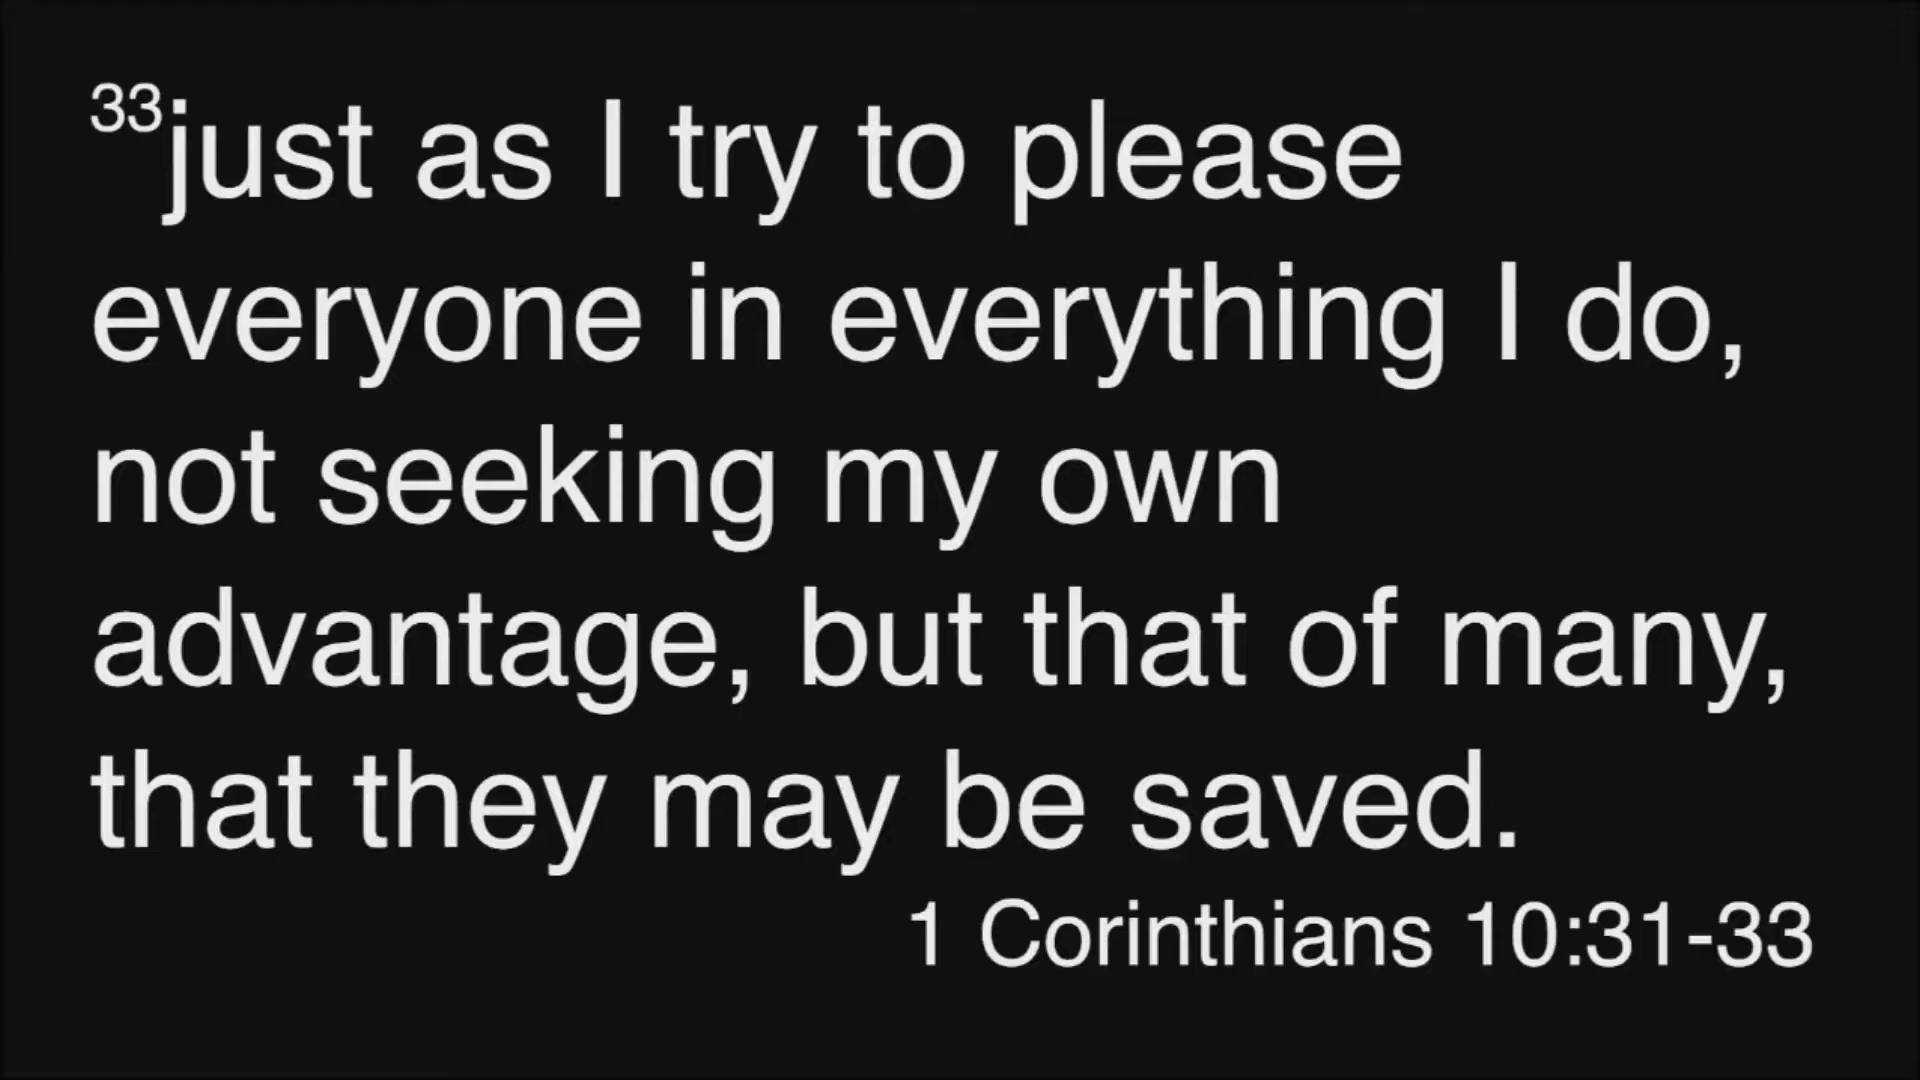 33just as I try to please
everyone in everything I do,
not seeking my own
advantage, but that of many,
that they may be saved.
1 Corinthians 10:31-33